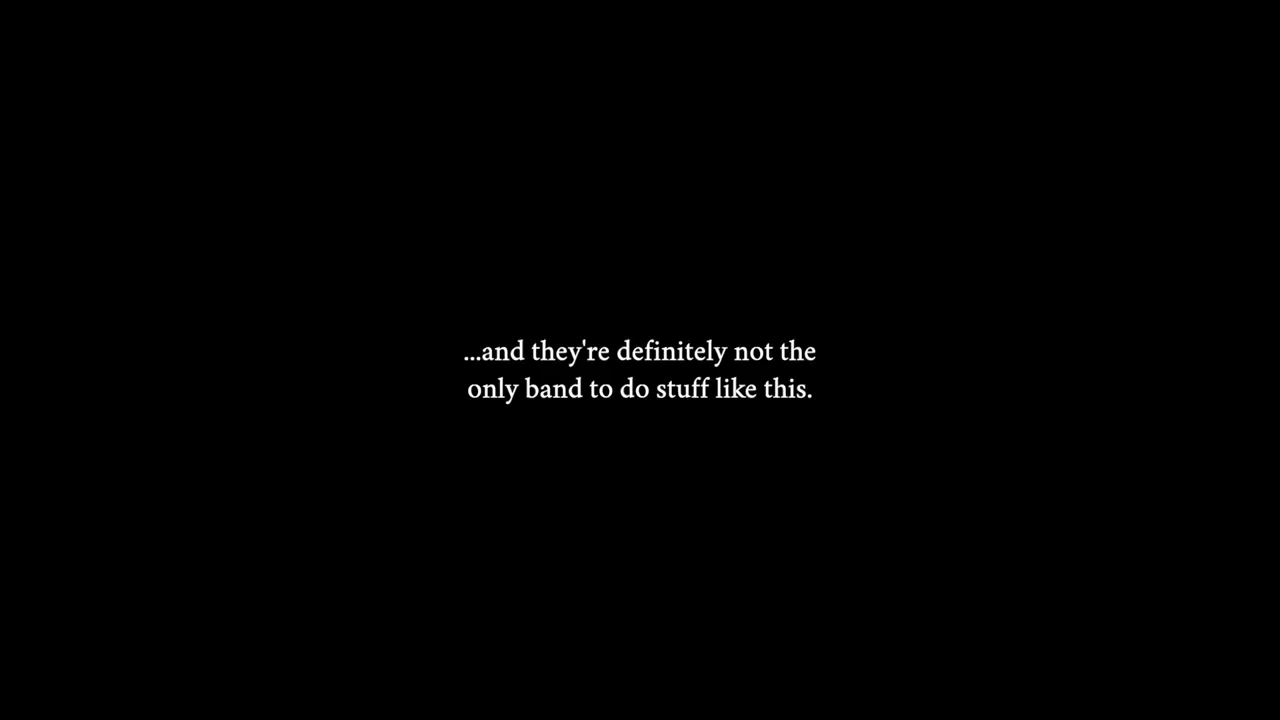 ...and they're definitely not the
only band to do stuff like this.